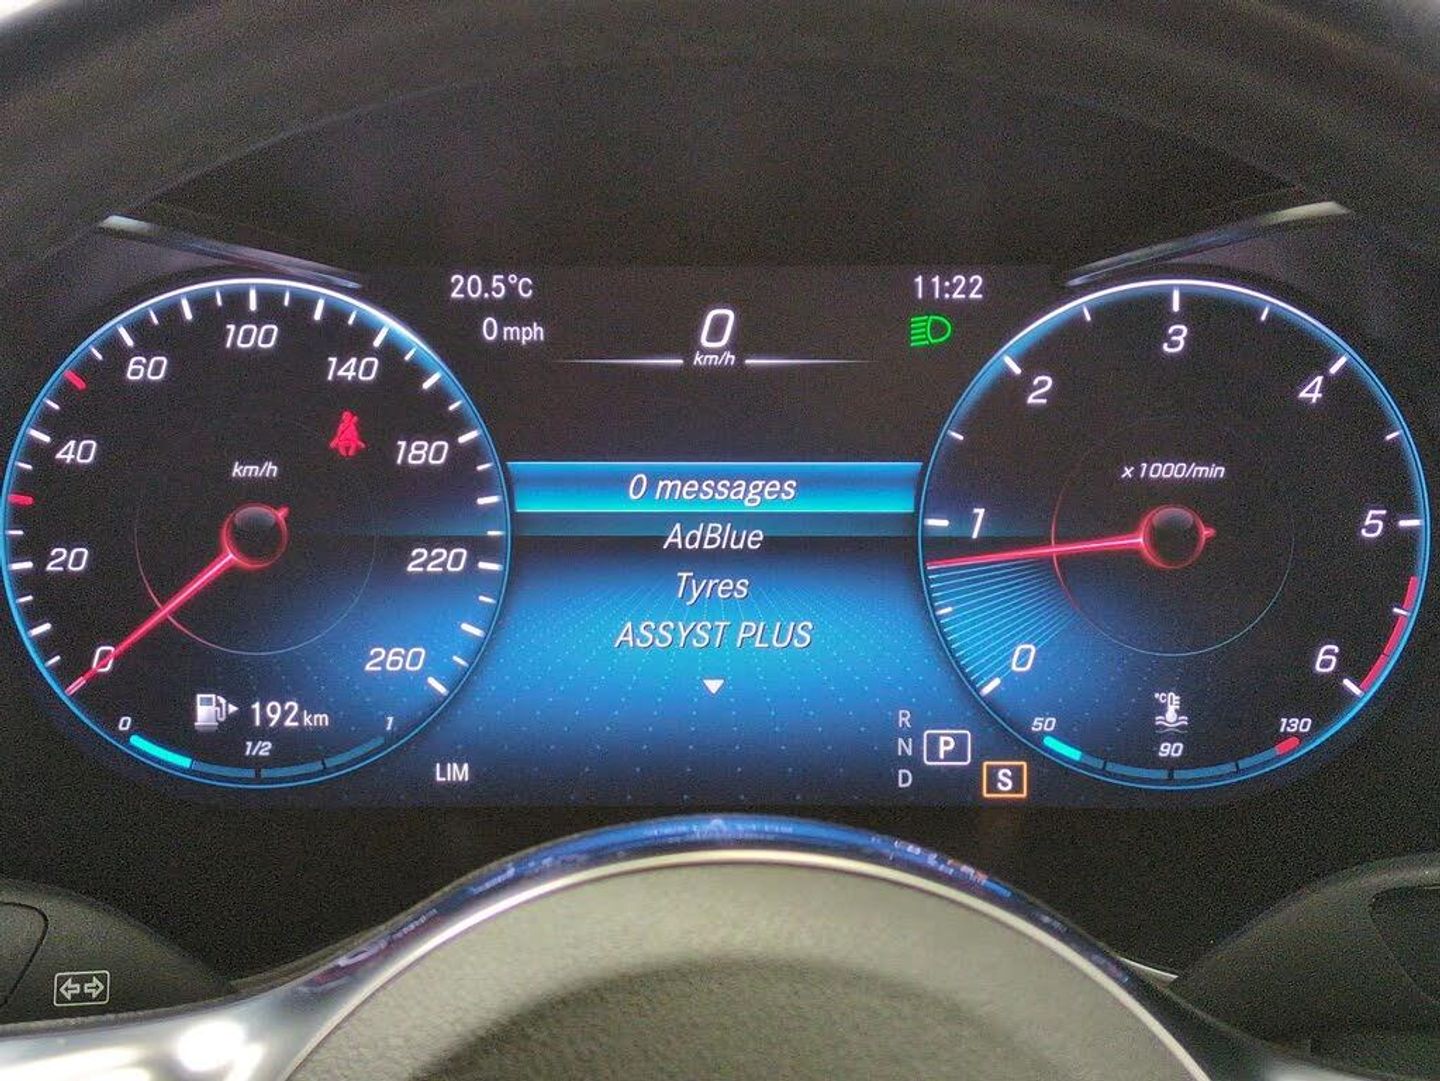 20.5°C
0 mph
0
km/h
11:22
0
20
40
60
100
140
180
220
260
km/h
192 km
0
1/2
1
LIM
0 messages
AdBlue
Tyres
ASSYST PLUS
R
N
D
P
S
0
1
2
3
4
5
6
x 1000/min
°C
50
90
130